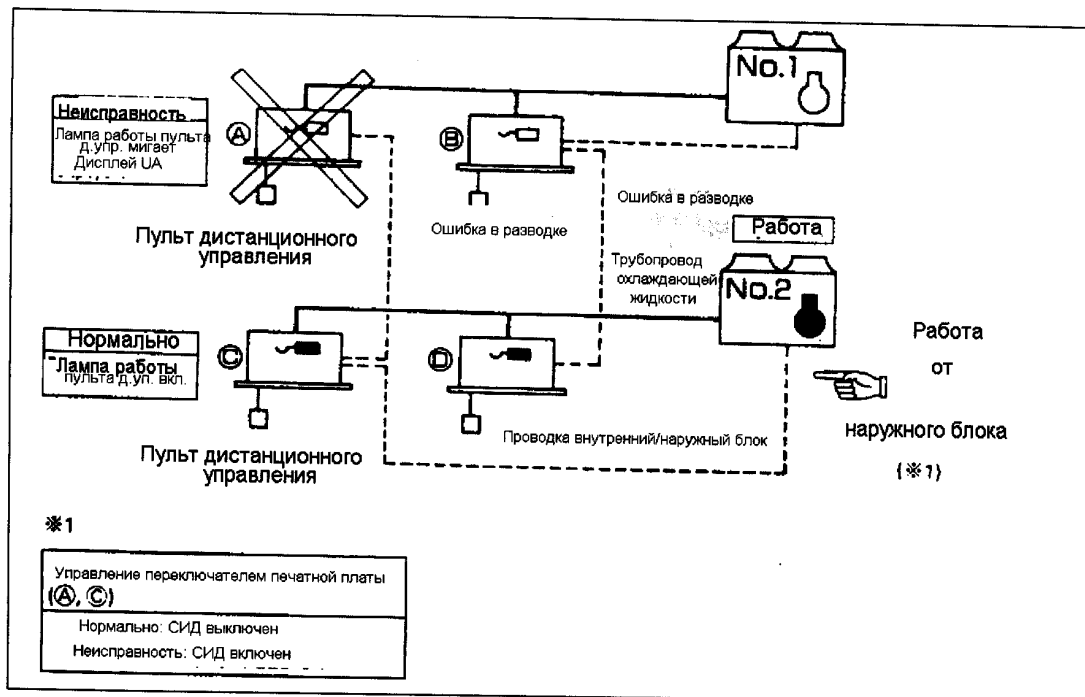 No.1
Неисправность
Лампа работы пульта
д.упр. мигает
Дисплей UA
A
B
Ошибка в разводке
Ошибка в разводке
Работа
Пульт дистанционного
управления
Трубопровод
охлаждающей
жидкости
No.2
Нормально
Лампа работы
пульта д.уп. вкл.
C
D
Работа
от
наружного блока
(※1)
Проводка внутренний/наружный блок
Пульт дистанционного
управления
※1
Управление переключателем печатной платы
(A, C)
Нормально: СИД выключен
Неисправность: СИД включен